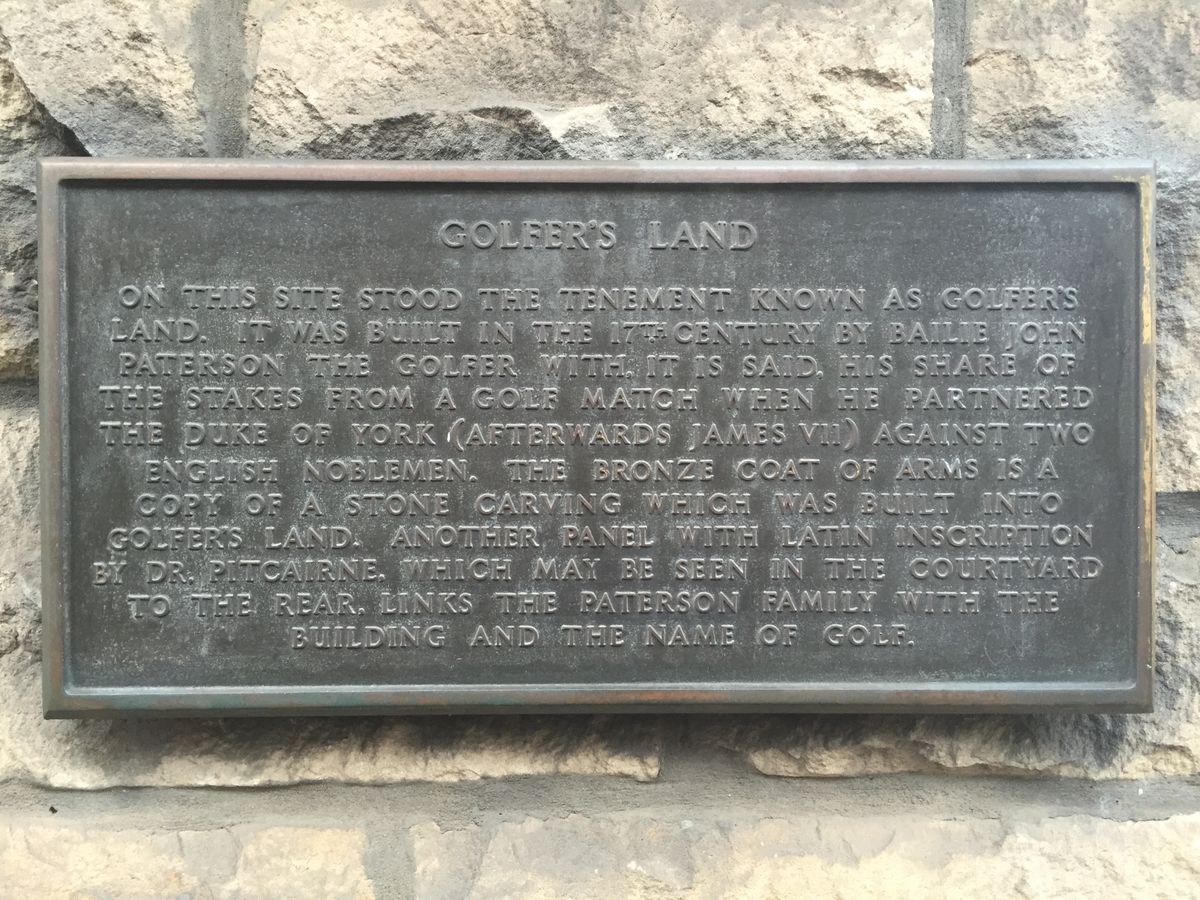 GOLFER'S LAND
ON THIS SITE STOOD THE TENEMENT KNOWN AS GOLFER'S
LAND. IT WAS BUILT IN THE 17TH CENTURY BY BAILIE JOHN
PATERSON THE GOLFER WITH, IT IS SAID, HIS SHARE OF
THE STAKES FROM A GOLF MATCH WHEN HE PARTNERED
THE DUKE OF YORK (AFTERWARDS JAMES VII) AGAINST TWO
ENGLISH NOBLEMEN. THE BRONZE COAT OF ARMS IS A
COPY OF A STONE CARVING WHICH WAS BUILT INTO
GOLFER'S LAND. ANOTHER PANEL WITH LATIN INSCRIPTION
BY DR. PITCAIRNE, WHICH MAY BE SEEN IN THE COURTYARD
TO THE REAR, LINKS THE PATERSON FAMILY WITH THE
BUILDING AND THE NAME OF GOLF.